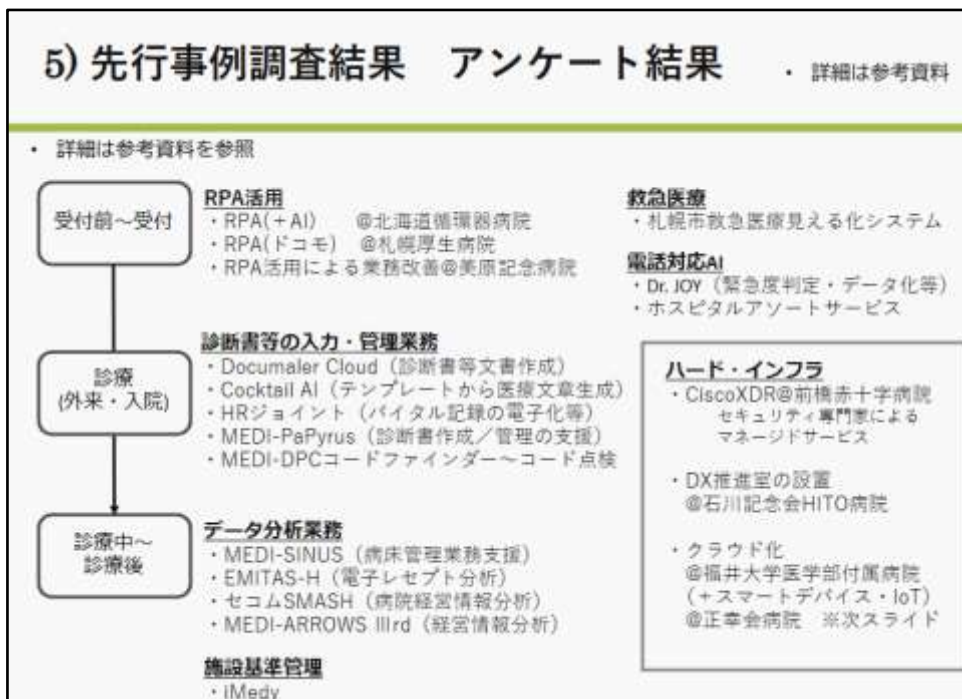 5) 先行事例調査結果　アンケート結果　・ 詳細は参考資料
・ 詳細は参考資料を参照
受付前～受付
RPA活用
・RPA(＋AI)　　@北海道循環器病院
・RPA(ドコモ)　@札幌厚生病院
・RPA活用による業務改善@美原記念病院
診療
(外来・入院)
診断書等の入力・管理業務
・Documaler Cloud（診断書等文書作成）
・Cocktail AI（テンプレートから医療文章生成）
・HRジョイント（バイタル記録の電子化等）
・MEDI-PaPyrus（診断書作成／管理の支援）
・MEDI-DPCコードファインダー～コード点検
診療中～
診療後
データ分析業務
・MEDI-SINUS（病床管理業務支援）
・EMITAS-H（電子レセプト分析）
・セコムSMASH（病院経営情報分析）
・MEDI-ARROWS IIIrd（経営情報分析）
施設基準管理
・iMedy
救急医療
・札幌市救急医療見える化システム
電話対応AI
・Dr. JOY（緊急度判定・データ化等）
・ホスピタルアソートサービス
ハード・インフラ
・CiscoXDR@前橋赤十字病院
セキュリティ専門家による
マネージドサービス
・DX推進室の設置
@石川記念会HITO病院
・クラウド化
@福井大学医学部付属病院
(＋スマートデバイス・IoT)
@正幸会病院　※次スライド